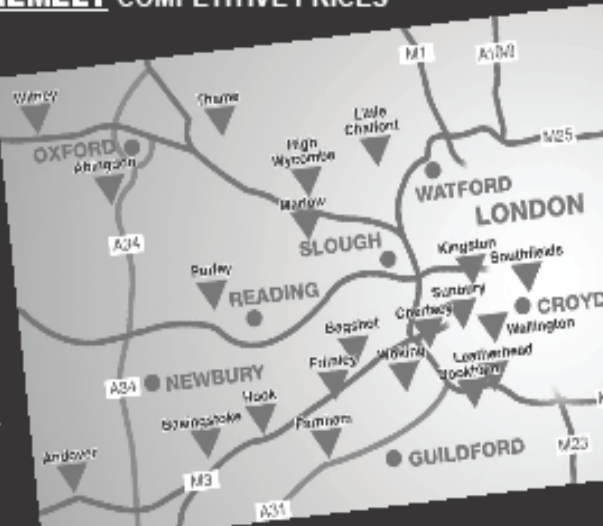 COMPETITIVE PRICES
M1
Witney
Thame
Little
Chalfont
M25
OXFORD
High
Wycombe
Abingdon
WATFORD
Marlow
LONDON
A34
SLOUGH
Kingston
Southfields
Purley
READING
Sunbury
Chertsey
CROYD
Bagshot
Wallington
Frimley
Woking
Leatherhead
Bookham
A34
NEWBURY
Hook
Basingstoke
Farnham
Andover
GUILDFORD
M23
M3
A31